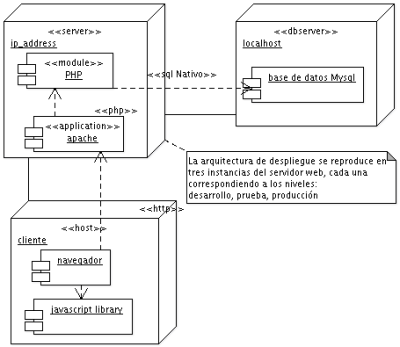 <<server>>
ip_address
<<module>>
PHP
<<php>>
<<application>>
apache
<<sql Nativo>>
<<dbserver>>
localhost
base de datos Mysql
La arquitectura de despliegue se reproduce en
tres instancias del servidor web, cada una
correspondiendo a los niveles:
desarrollo, prueba, producción
<<http>>
<<host>>
cliente
navegador
javascript library